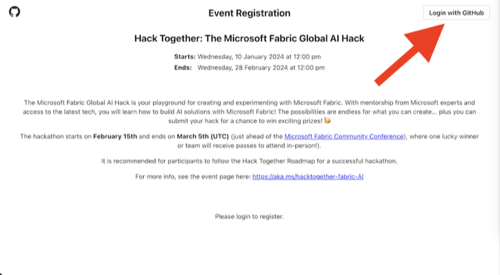 Event Registration
Login with GitHub
Hack Together: The Microsoft Fabric Global AI Hack
Starts: Wednesday, 10 January 2024 at 12:00 pm
Ends: Wednesday, 28 February 2024 at 12:30 pm
The Microsoft Fabric Global AI Hack is your playground for creating and experimenting with Microsoft Fabric. With mentorship from Microsoft experts and
access to the latest tech, you will learn how to build AI solutions with Microsoft Fabric! The possibilities are endless for what you can create... plus you can
submit your hack for a chance to win exciting prizes! 🥳
The hackathon starts on February 15th and ends on March 5th (UTC) (just ahead of the Microsoft Fabric Community Conference), where one lucky winner
or team will receive passes to attend in-person!).
It is recommended for participants to follow the Hack Together Roadmap for a successful hackathon.
For more info, see the event page here: https://aka.ms/hacktogether-fabric-AI
Please login to register.